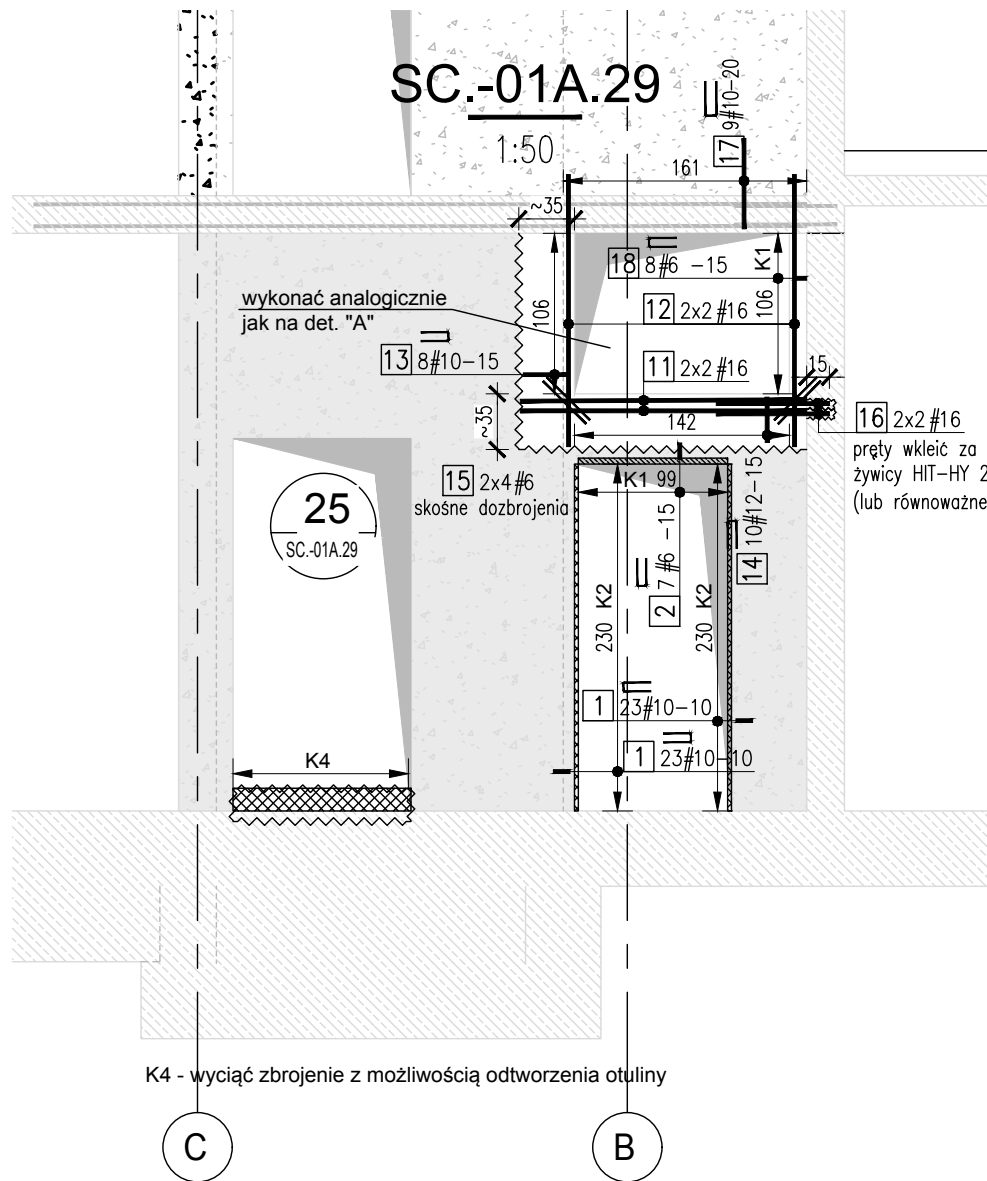 SC.-01A.29
1:50
17 9#10-20
161
~35
18 8#6 -15
K1
106
106
wykonać analogicznie
jak na det. "A"
12 2x2 #16
13 8#10-15
11 2x2 #16
15
~35
142
16 2x2 #16
pręty wkleić za
żywicy HIT-HY 2
(lub równoważne
15 2x4 #6
skośne dozbrojenia
K1 99
14 10#12-15
2 7 #6 -15
25
SC.-01A.29
230 K2
230 K2
1 23#10-10
1 23#10-10
K4
K4 - wyciąć zbrojenie z możliwością odtworzenia otuliny
C
B